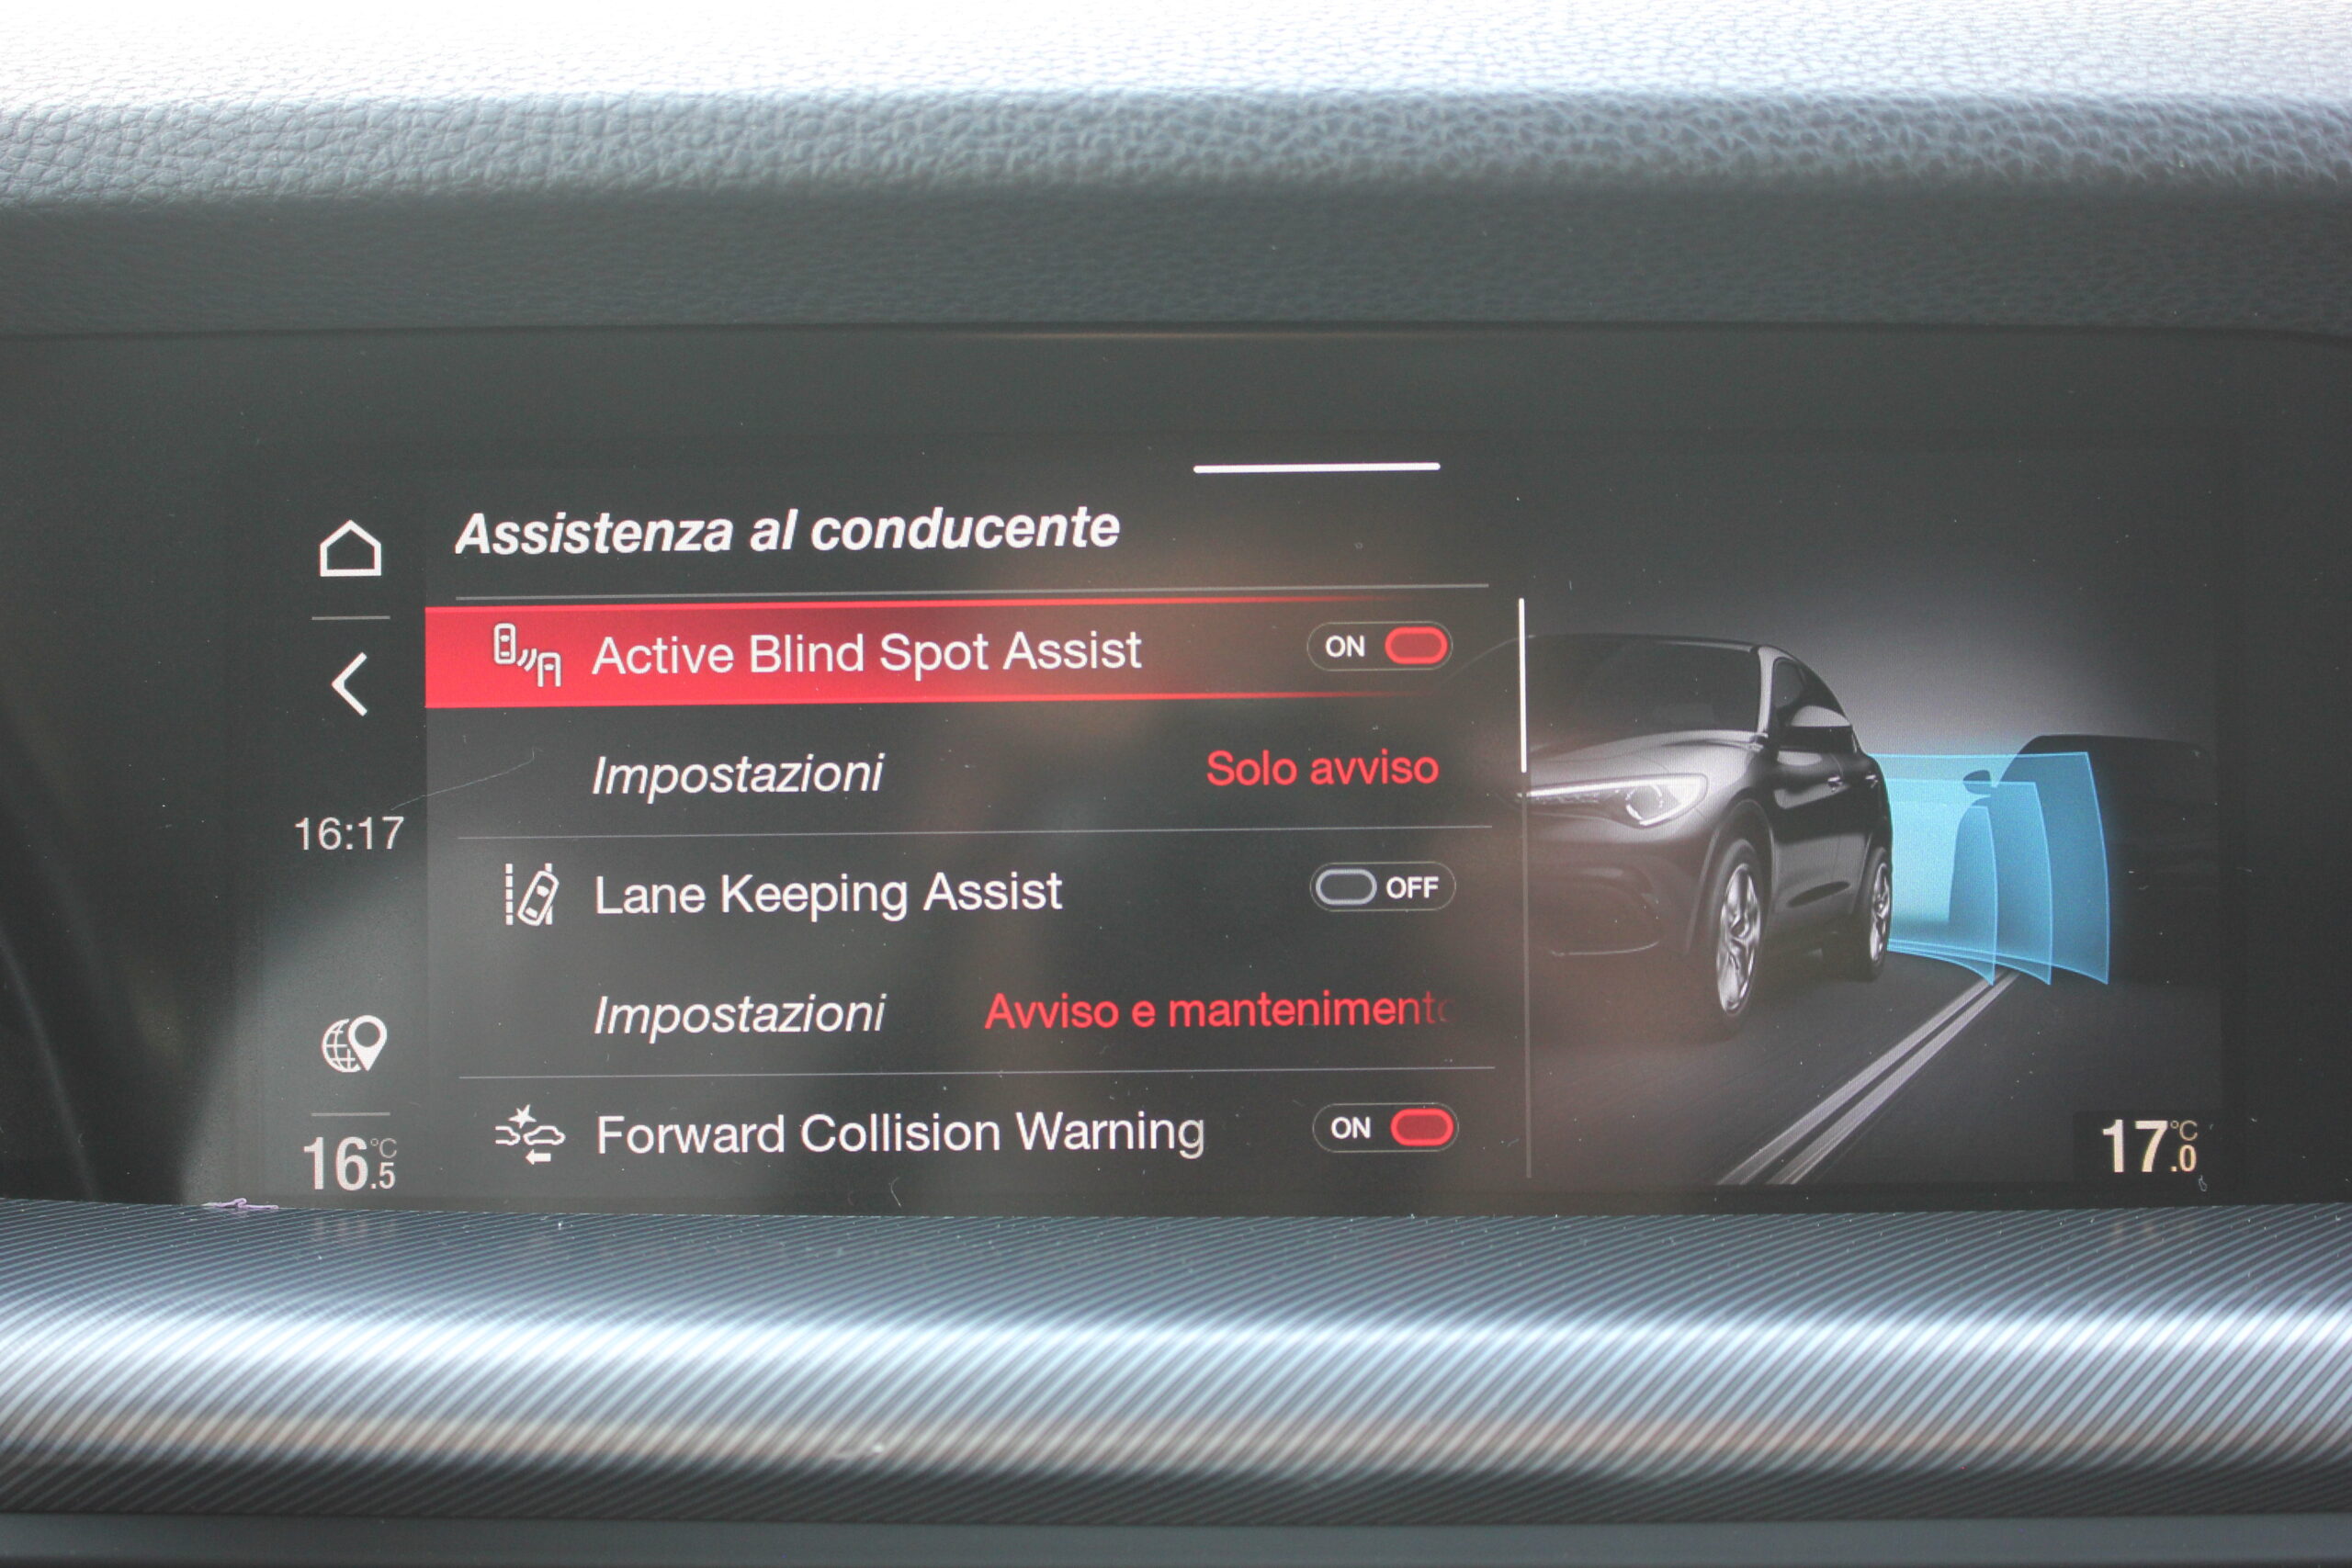 Assistenza al conducente
Active Blind Spot Assist ON
Impostazioni Solo avviso
16:17
Lane Keeping Assist OFF
Impostazioni Avviso e mantenimento
Forward Collision Warning ON
16.5 °C
17.0 °C